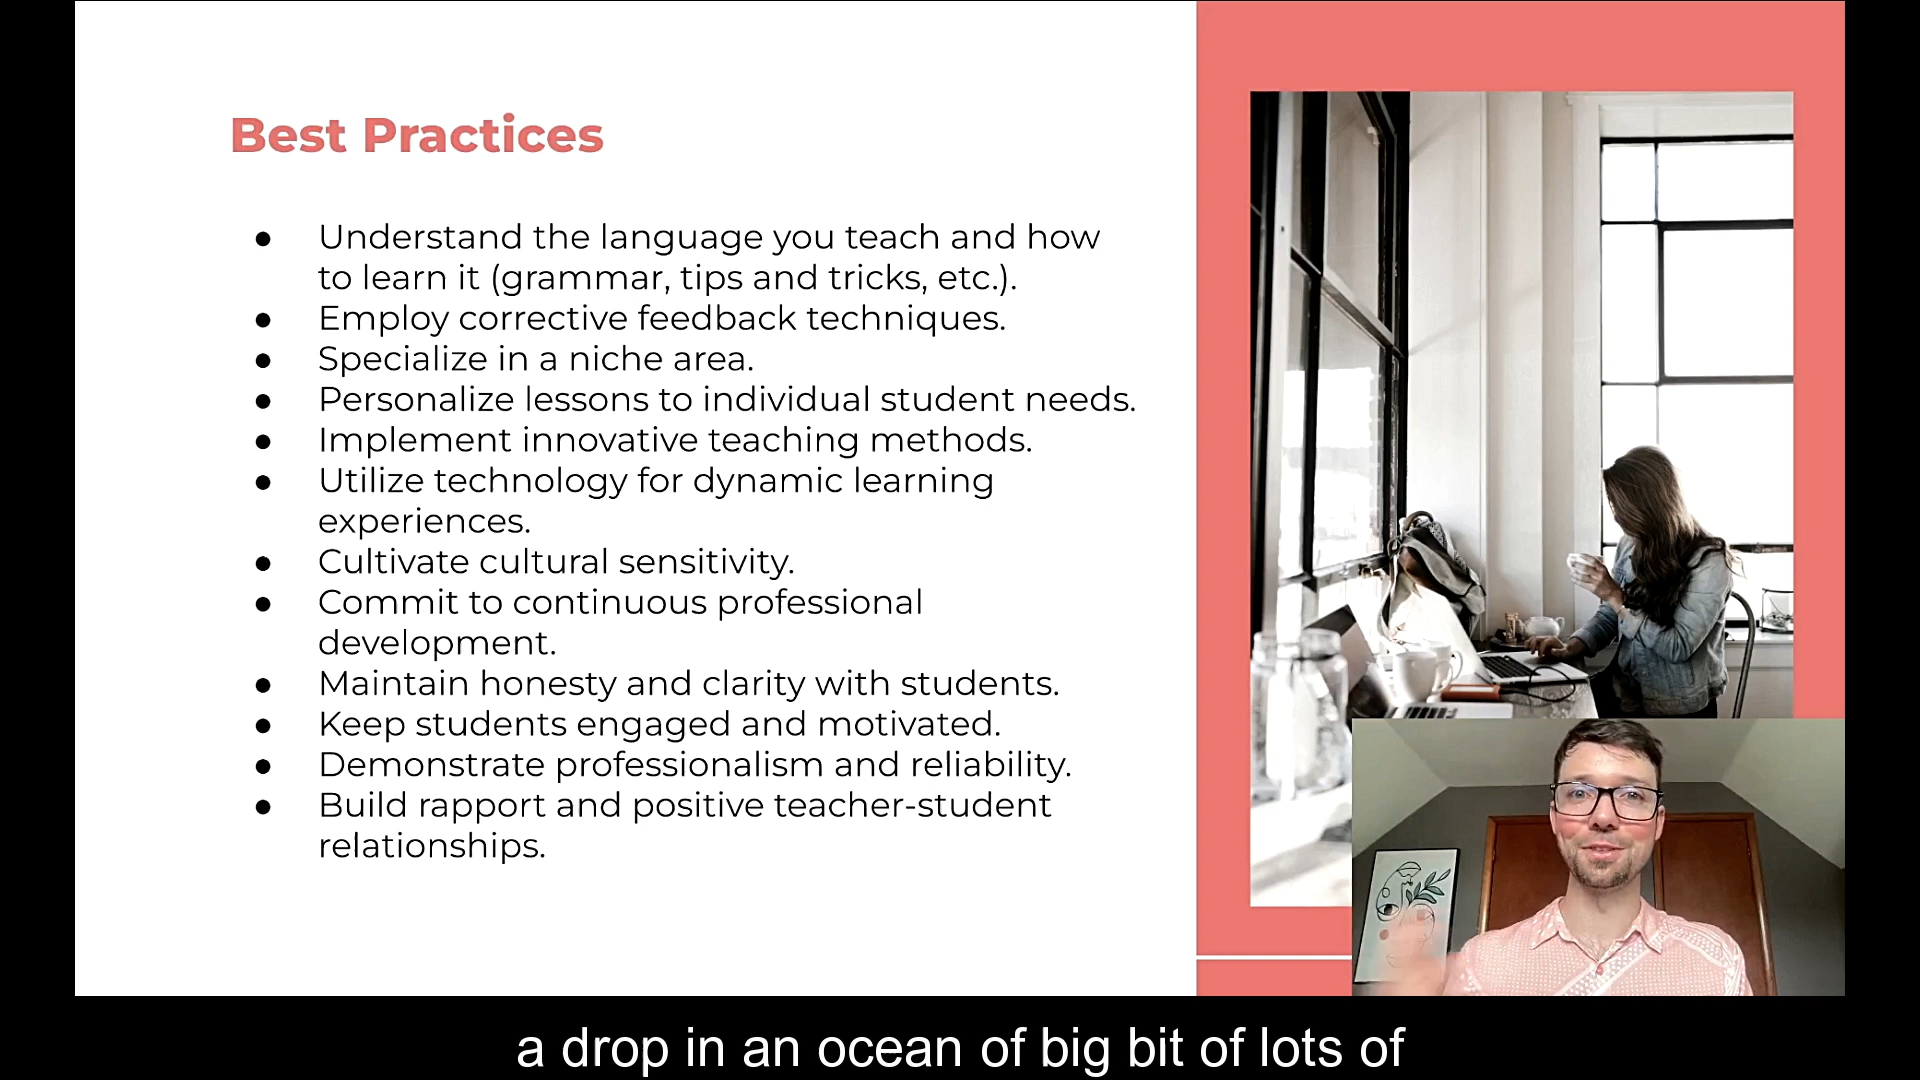 Best Practices
● Understand the language you teach and how
to learn it (grammar, tips and tricks, etc.).
● Employ corrective feedback techniques.
● Specialize in a niche area.
● Personalize lessons to individual student needs.
● Implement innovative teaching methods.
● Utilize technology for dynamic learning
experiences.
● Cultivate cultural sensitivity.
● Commit to continuous professional
development.
● Maintain honesty and clarity with students.
● Keep students engaged and motivated.
● Demonstrate professionalism and reliability.
● Build rapport and positive teacher-student
relationships.
a drop in an ocean of big bit of lots of